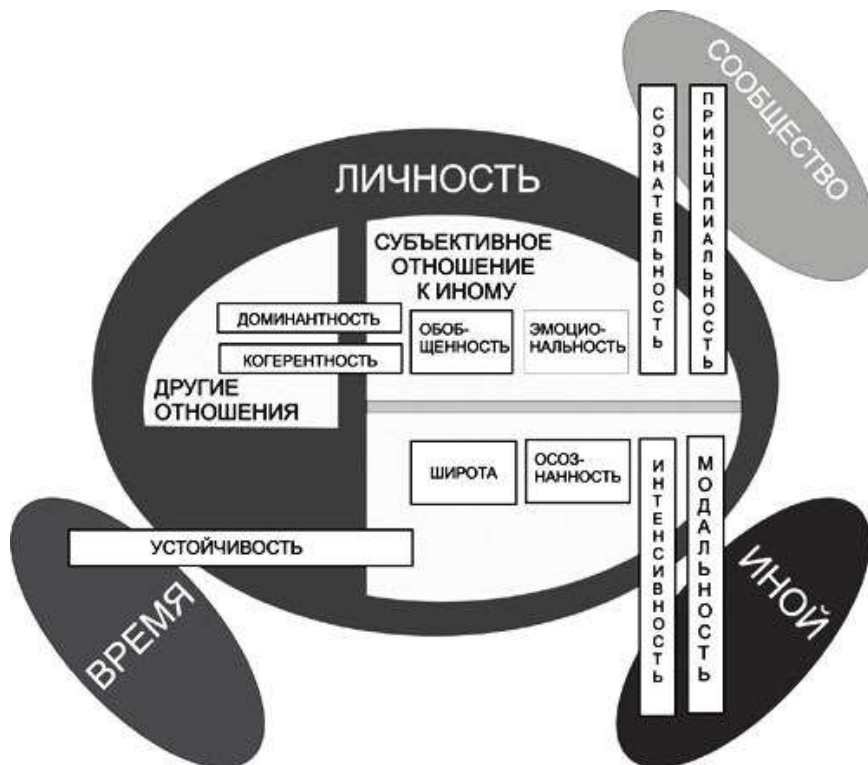 СООБЩЕСТВО
ЛИЧНОСТЬ
СОЗНАТЕЛЬНОСТЬ
ПРИНЦИПИАЛЬНОСТЬ
СУБЪЕКТИВНОЕ
ОТНОШЕНИЕ
К ИНОМУ
ДОМИНАНТНОСТЬ
КОГЕРЕНТНОСТЬ
ОБОБ-
ЩЕННОСТЬ
ЭМОЦИО-
НАЛЬНОСТЬ
ДРУГИЕ
ОТНОШЕНИЯ
ШИРОТА
ОСОЗ-
НАННОСТЬ
ИНТЕНСИВНОСТЬ
МОДАЛЬНОСТЬ
УСТОЙЧИВОСТЬ
ВРЕМЯ
ИНОЙ